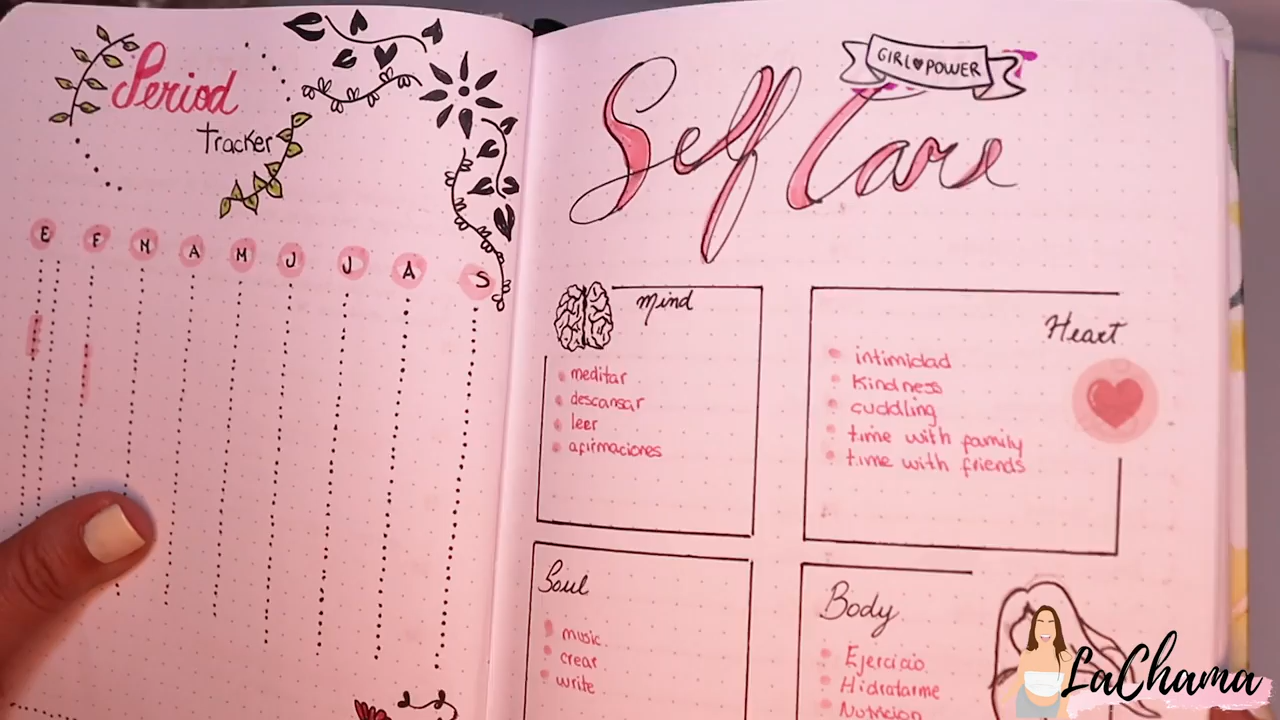 Period
Tracker
E F M A M J J A S
GIRL♥POWER
Self Care
Mind
meditar
descansar
leer
afirmaciones
Heart
intimidad
kindness
cuddling
time with family
time with friends
Soul
music
crear
write
Body
Ejercicio
Hidratarme
Nutricion
LaChama